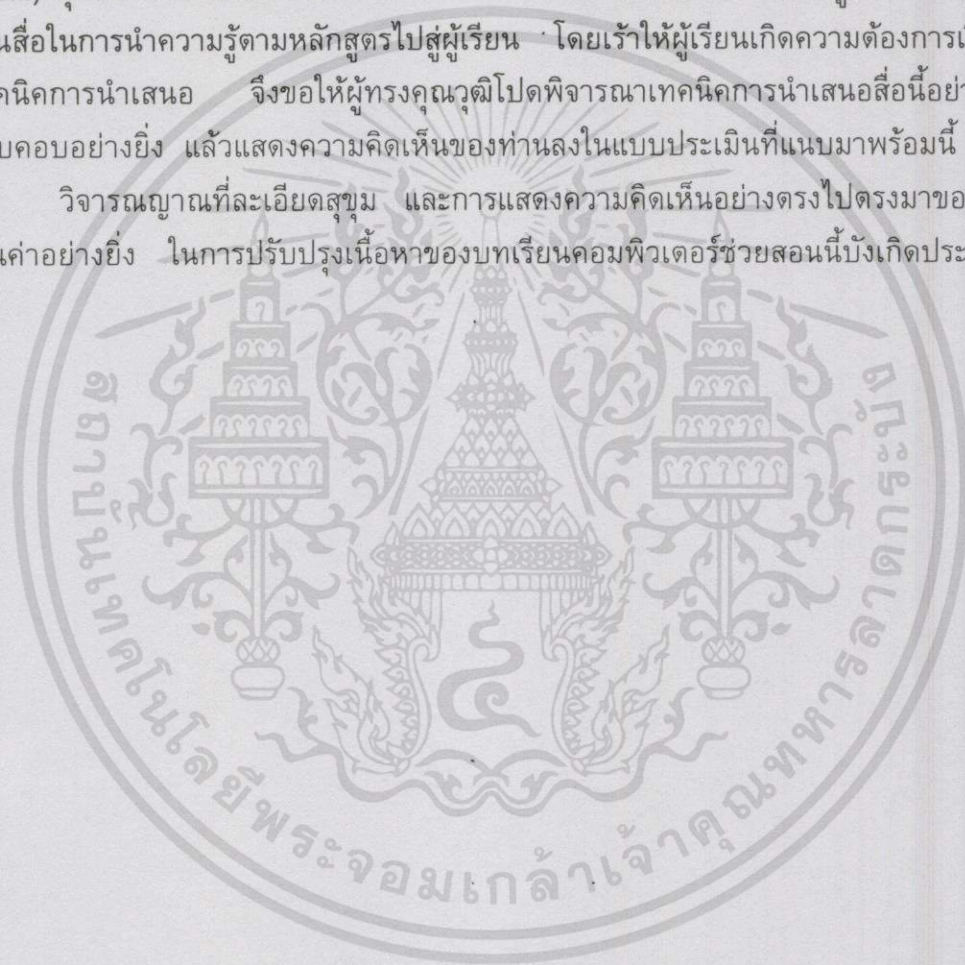 นสื่อในการนำความรู้ตามหลักสูตรไปสู่ผู้เรียน โดยเร้าให้ผู้เรียนเกิดความต้องการเ
คนิคการนำเสนอ จึงขอให้ผู้ทรงคุณวุฒิโปดพิจารณาเทคนิคการนำเสนอสื่อนี้อย่า
บคอบอย่างยิ่ง แล้วแสดงความคิดเห็นของท่านลงในแบบประเมินที่แนบมาพร้อมนี้
วิจารณญาณที่ละเอียดสุขุม และการแสดงความคิดเห็นอย่างตรงไปตรงมาขอ
นค่าอย่างยิ่ง ในการปรับปรุงเนื้อหาของบทเรียนคอมพิวเตอร์ช่วยสอนนี้บังเกิดประ
สถาบันเทคโนโลยีพระจอมเกล้าเจ้าคุณทหารลาดกระบัง